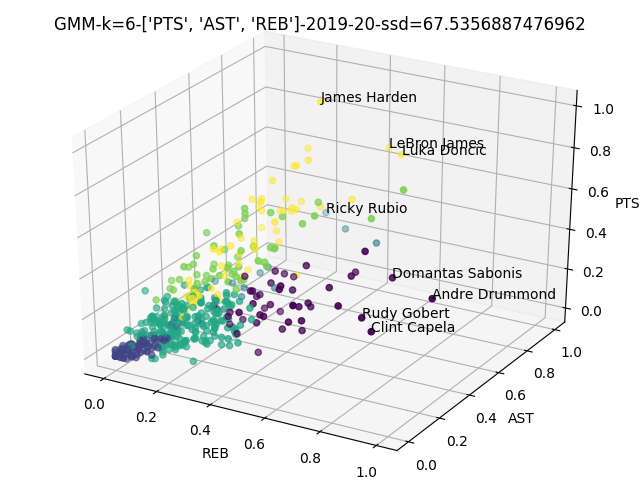 GMM-k=6-['PTS', 'AST', 'REB']-2019-20-ssd=67.5356887476962
James Harden
LeBron James
Luka Doncic
Ricky Rubio
Domantas Sabonis
Andre Drummond
Rudy Gobert
Clint Capela
PTS
1.0
0.8
0.6
0.4
0.2
0.0
AST
1.0
0.8
0.6
0.4
0.2
0.0
REB
0.0
0.2
0.4
0.6
0.8
1.0